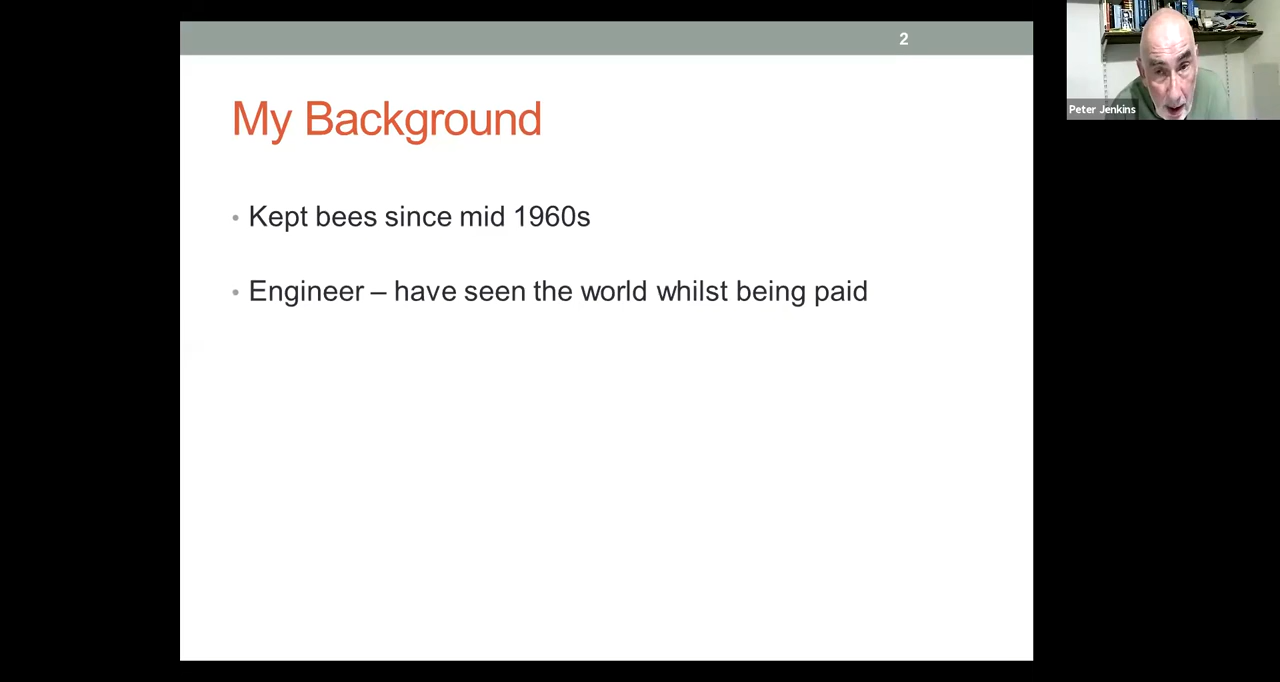 2
My Background
• Kept bees since mid 1960s
• Engineer – have seen the world whilst being paid
Peter Jenkins